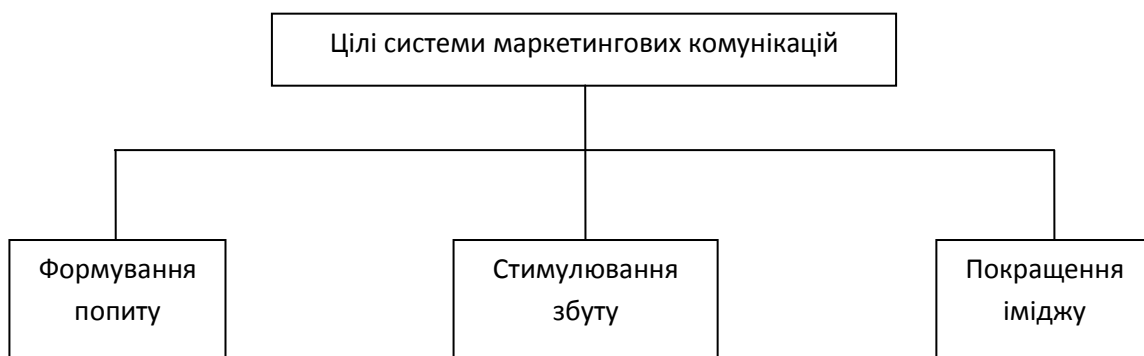 Цілі системи маркетингових комунікацій
Формування
попиту
Стимулювання
збуту
Покращення
іміджу